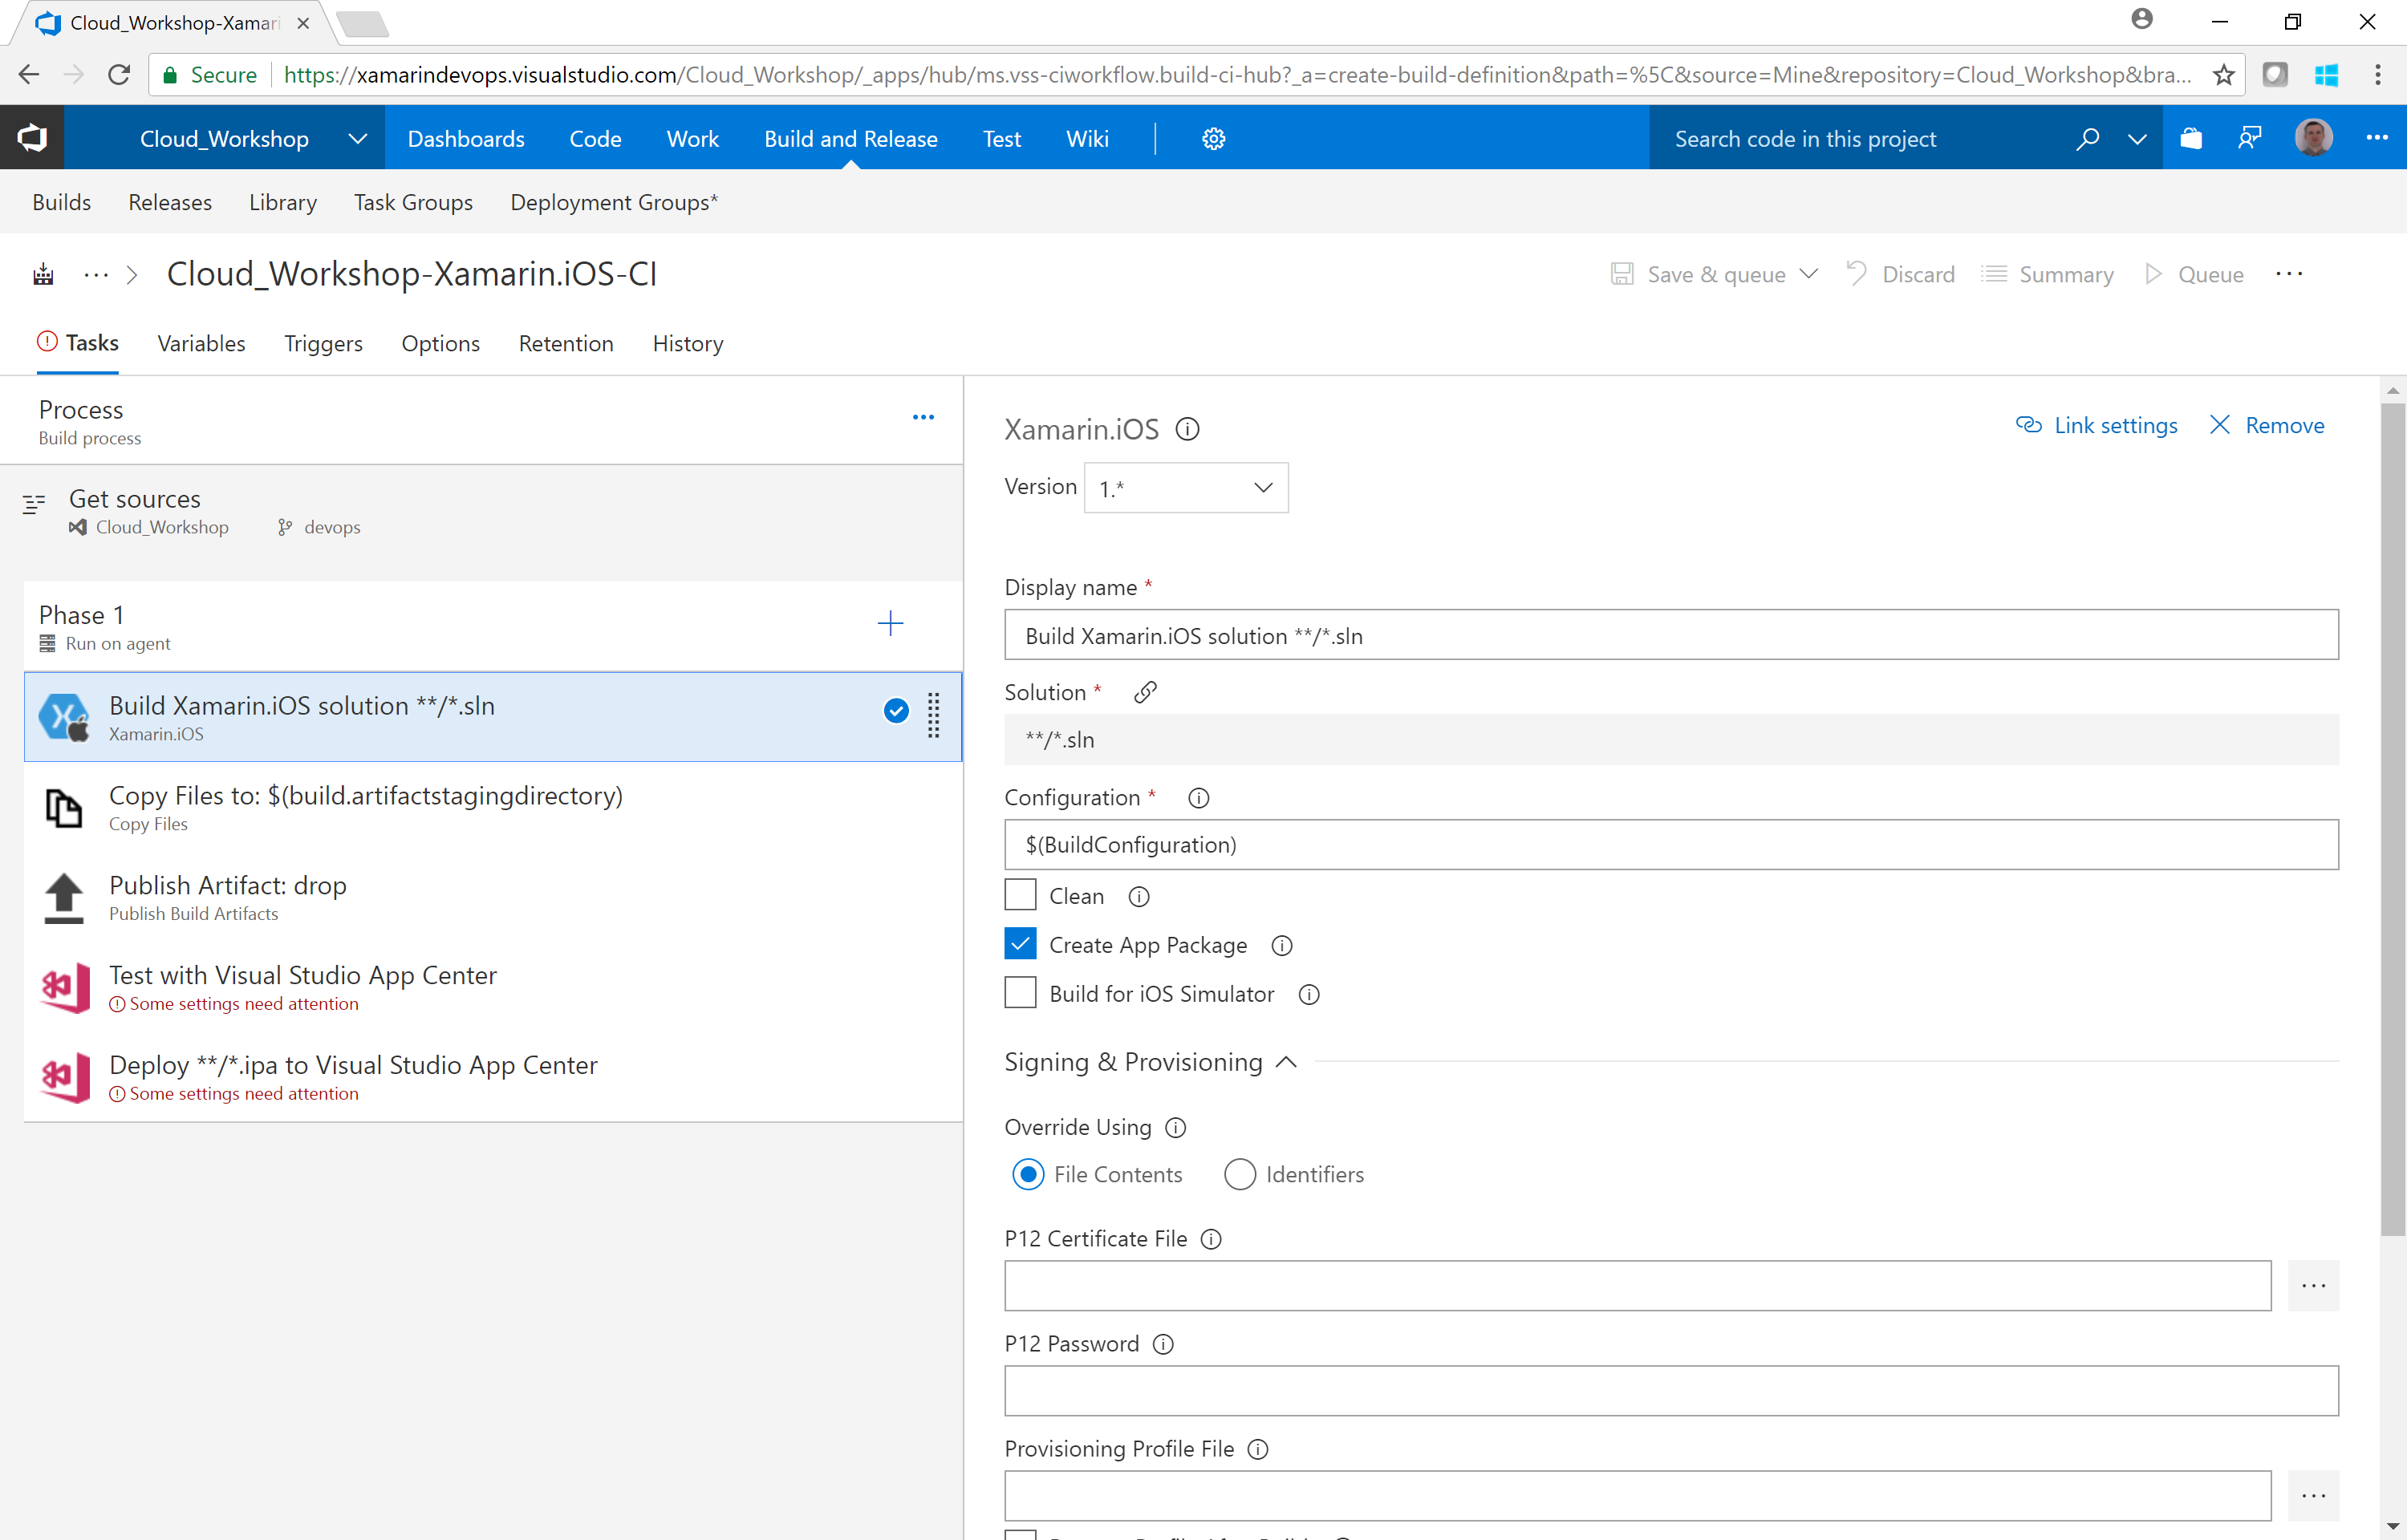 Cloud_Workshop-Xamari
Secure https://xamarindevops.visualstudio.com/Cloud_Workshop/_apps/hub/ms.vss-ciworkflow.build-ci-hub?_a=create-build-definition&path=%5C&source=Mine&repository=Cloud_Workshop&bra...
Cloud_Workshop Dashboards Code Work Build and Release Test Wiki Search code in this project
Builds Releases Library Task Groups Deployment Groups*
... > Cloud_Workshop-Xamarin.iOS-CI Save & queue Discard Summary Queue ...
Tasks Variables Triggers Options Retention History
Process
Build process
Get sources
Cloud_Workshop devops
Phase 1
Run on agent
Build Xamarin.iOS solution **/*.sln
Xamarin.iOS
Copy Files to: $(build.artifactstagingdirectory)
Copy Files
Publish Artifact: drop
Publish Build Artifacts
Test with Visual Studio App Center
Some settings need attention
Deploy **/*.ipa to Visual Studio App Center
Some settings need attention
Xamarin.iOS Link settings Remove
Version 1.*
Display name *
Build Xamarin.iOS solution **/*.sln
Solution *
**/*.sln
Configuration *
$(BuildConfiguration)
Clean
Create App Package
Build for iOS Simulator
Signing & Provisioning
Override Using
File Contents Identifiers
P12 Certificate File
...
P12 Password
Provisioning Profile File
...